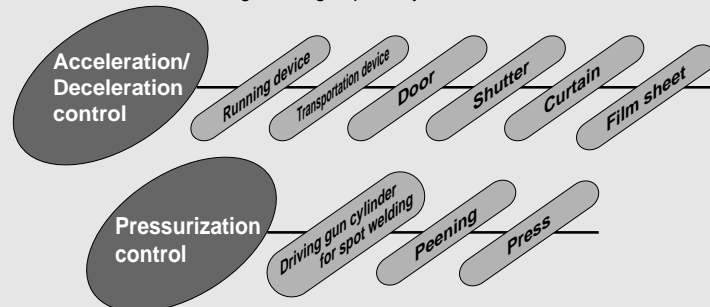 Acceleration/
Deceleration
control
Running device
Transportation device
Door
Shutter
Curtain
Film sheet
Pressurization
control
Driving gun cylinder
for spot welding
Peening
Press